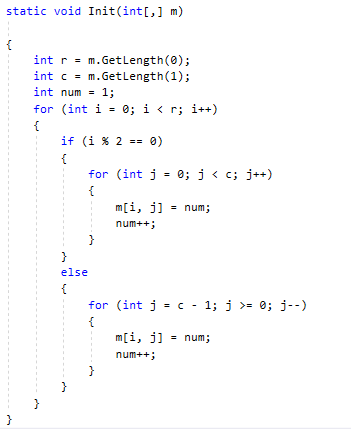 static void Init(int[,] m)
{
    int r = m.GetLength(0);
    int c = m.GetLength(1);
    int num = 1;
    for (int i = 0; i < r; i++)
    {
        if (i % 2 == 0)
        {
            for (int j = 0; j < c; j++)
            {
                m[i, j] = num;
                num++;
            }
        }
        else
        {
            for (int j = c - 1; j >= 0; j--)
            {
                m[i, j] = num;
                num++;
            }
        }
    }
}